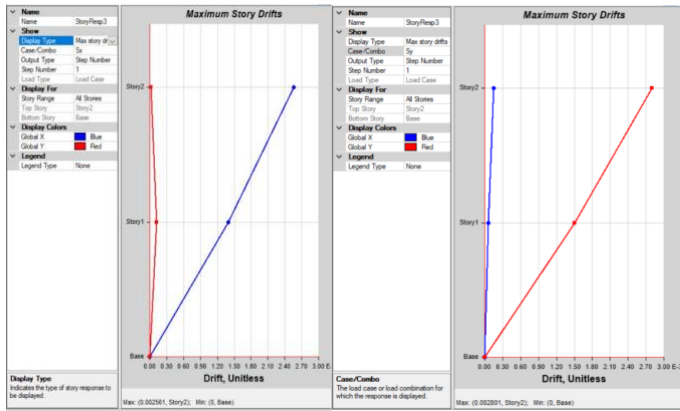 Name
Name StoryResp3
Show
Display Type Max story dr
Case/Combo Sx
Output Type Step Number
Step Number 1
Load Type Load Case
Display For
Story Range All Stories
Top Story Story2
Bottom Story Base
Display Colors
Global X Blue
Global Y Red
Legend
Legend Type None
Display Type
Indicates the type of story response to
be displayed.
Maximum Story Drifts
Story2
Story1
Base
0.00 0.30 0.60 0.90 1.20 1.50 1.80 2.10 2.40 2.70 3.00 E-
Drift, Unitless
Max: (0.002561, Story2); Min: (0, Base)
Name
Name StoryResp3
Show
Display Type Max story drifts
Case/Combo Sy
Output Type Step Number
Step Number 1
Load Type Load Case
Display For
Story Range All Stories
Top Story Story2
Bottom Story Base
Display Colors
Global X Blue
Global Y Red
Legend
Legend Type None
Case/Combo
The load case or load combination for
which the response is displayed.
Maximum Story Drifts
Story2
Story1
Base
0.00 0.30 0.60 0.90 1.20 1.50 1.80 2.10 2.40 2.70 3.00 E-3
Drift, Unitless
Max: (0.002801, Story2); Min: (0, Base)